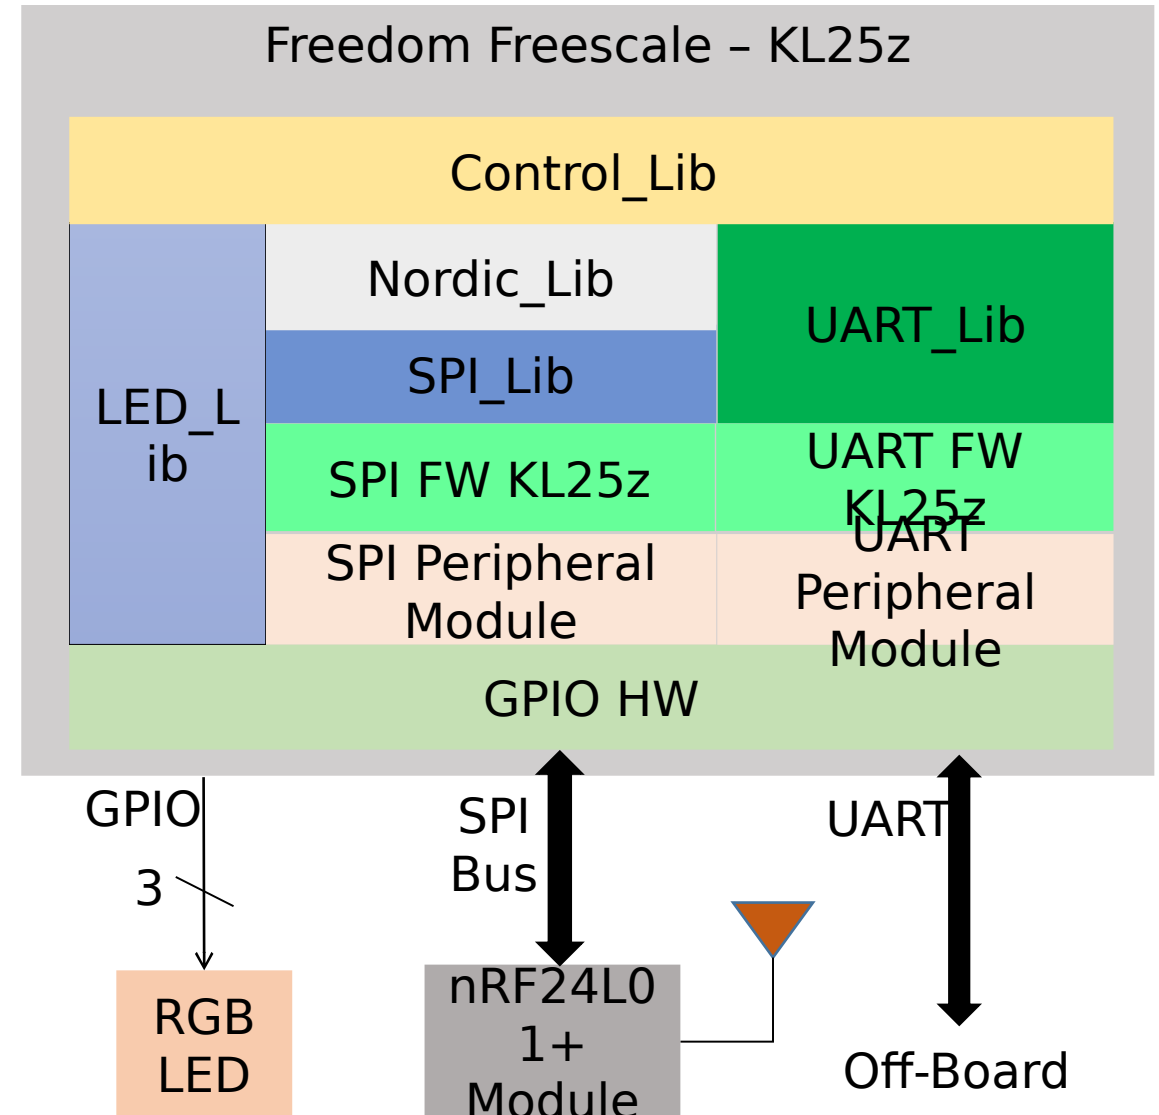 Freedom Freescale – KL25z
Control_Lib
Nordic_Lib
UART_Lib
SPI_Lib
LED_L
ib
SPI FW KL25z
UART FW
KL25z
SPI Peripheral
Module
UART
Peripheral
Module
GPIO HW
GPIO
3
SPI
Bus
UART
RGB
LED
nRF24L0
1+
Module
Off-Board